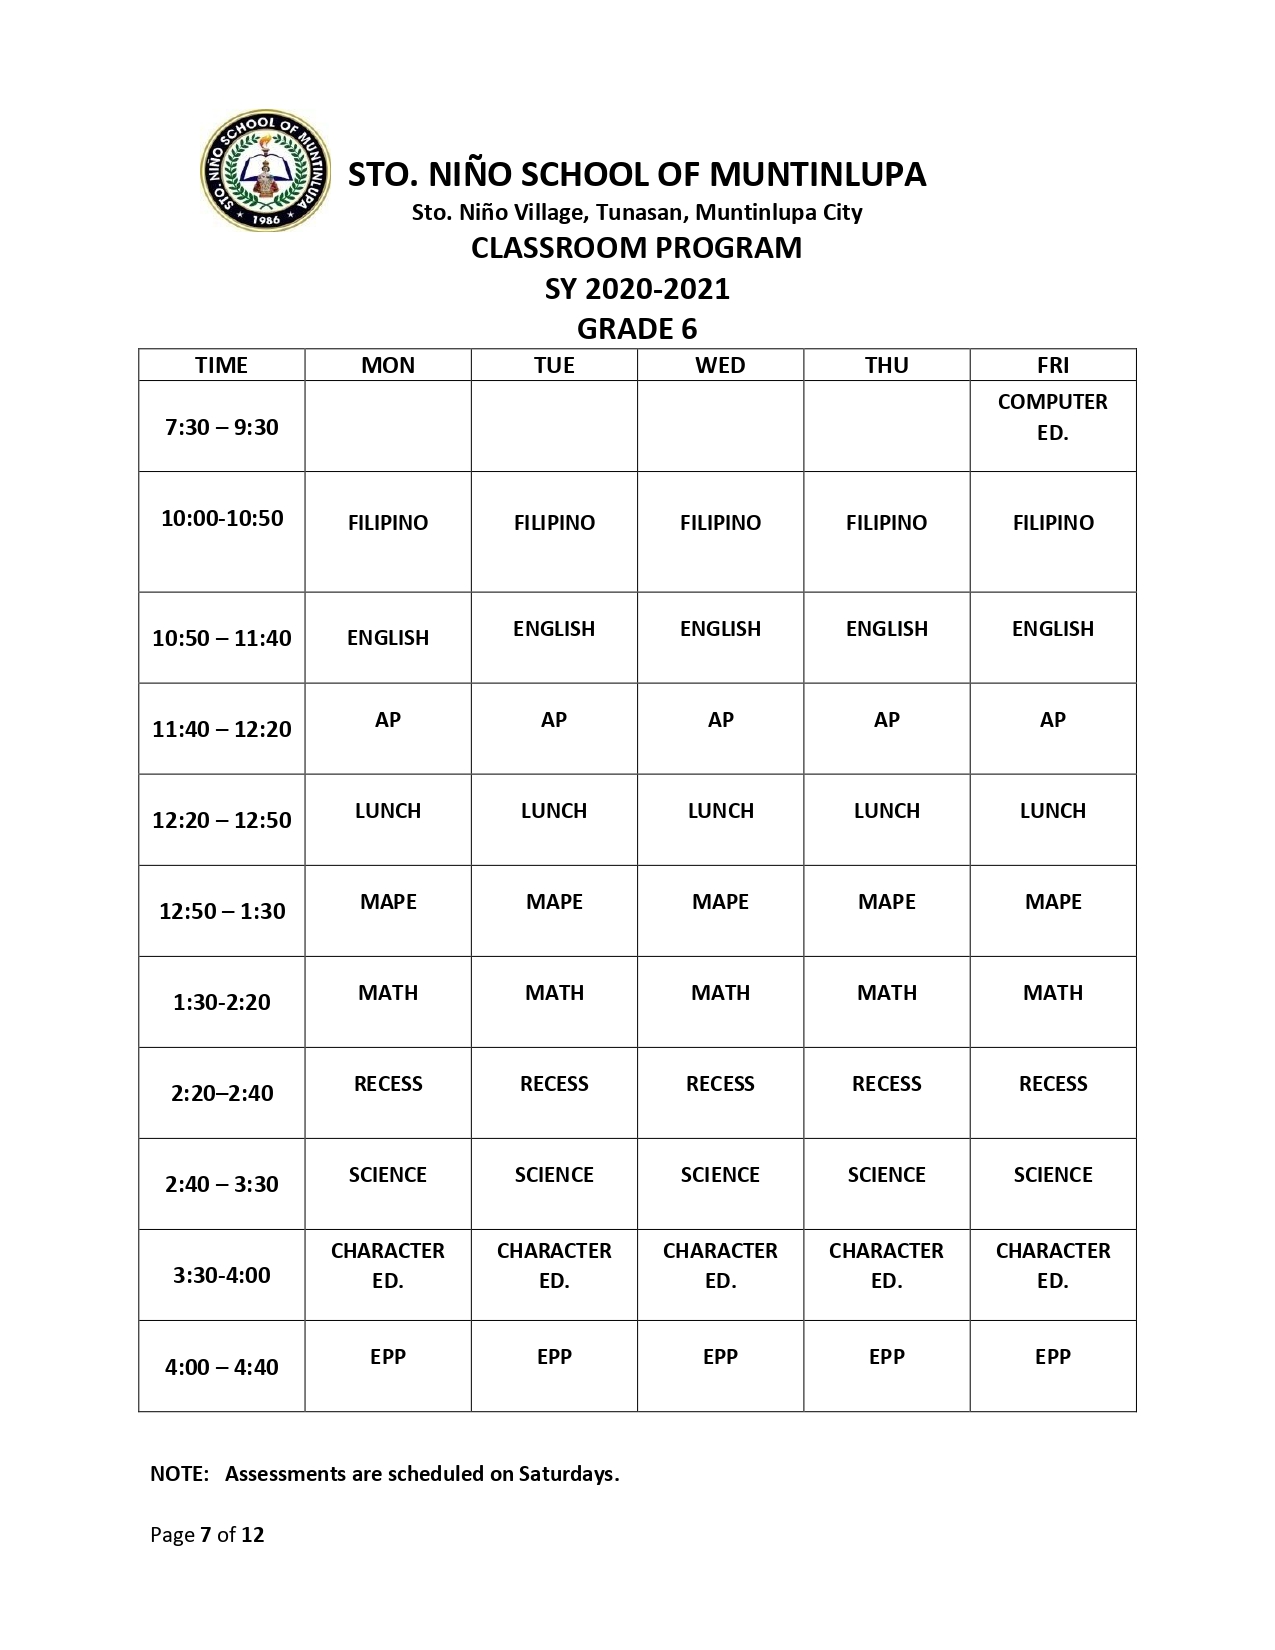 STO. NIÑO SCHOOL OF MUNTINLUPA
★ 1986 ★
STO. NIÑO SCHOOL OF MUNTINLUPA
Sto. Niño Village, Tunasan, Muntinlupa City
CLASSROOM PROGRAM
SY 2020-2021
GRADE 6
TIME MON TUE WED THU FRI
7:30 – 9:30 COMPUTER
ED.
10:00-10:50 FILIPINO FILIPINO FILIPINO FILIPINO FILIPINO
10:50 – 11:40 ENGLISH ENGLISH ENGLISH ENGLISH ENGLISH
11:40 – 12:20 AP AP AP AP AP
12:20 – 12:50 LUNCH LUNCH LUNCH LUNCH LUNCH
12:50 – 1:30 MAPE MAPE MAPE MAPE MAPE
1:30-2:20 MATH MATH MATH MATH MATH
2:20–2:40 RECESS RECESS RECESS RECESS RECESS
2:40 – 3:30 SCIENCE SCIENCE SCIENCE SCIENCE SCIENCE
3:30-4:00 CHARACTER CHARACTER CHARACTER CHARACTER CHARACTER
ED. ED. ED. ED. ED.
4:00 – 4:40 EPP EPP EPP EPP EPP
NOTE: Assessments are scheduled on Saturdays.
Page 7 of 12